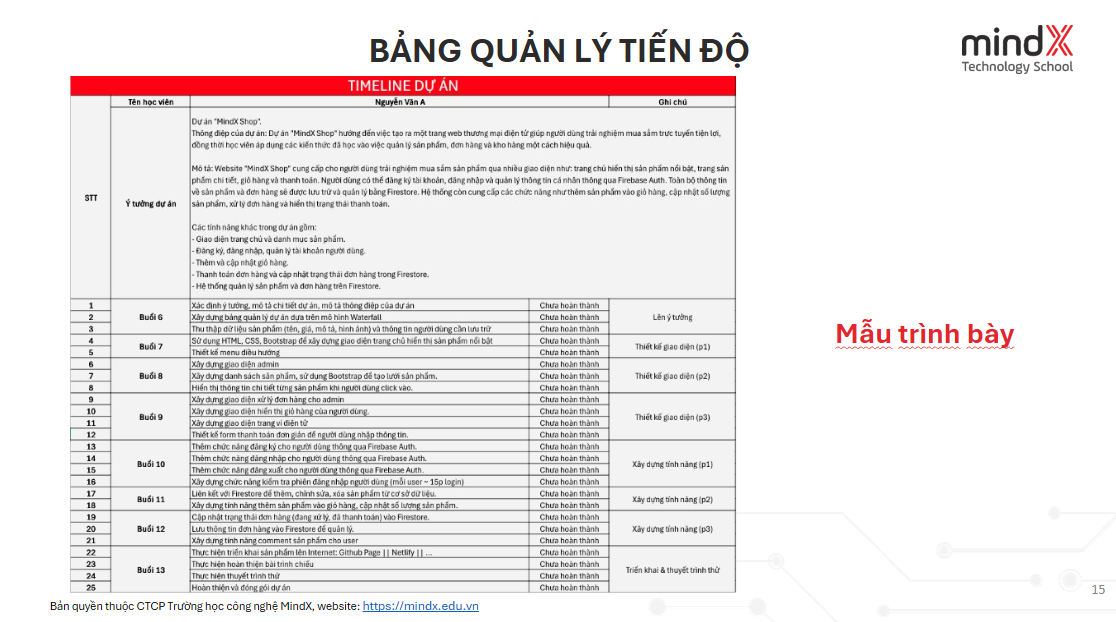 BẢNG QUẢN LÝ TIẾN ĐỘ
mindX
Technology School
TIMELINE DỰ ÁN
Tên học viên
Nguyễn Văn A
Ghi chú
STT
Ý tưởng dự án
Dự án "MindX Shop".
Thông điệp của dự án: Dự án "MindX Shop" hướng đến việc tạo ra một trang web thương mại điện tử giúp người dùng trải nghiệm mua sắm trực tuyến tiện lợi,
đồng thời học viên áp dụng các kiến thức đã học vào việc quản lý sản phẩm, đơn hàng và kho hàng một cách hiệu quả.
Mô tả: Website "MindX Shop" cung cấp cho người dùng trải nghiệm mua sắm sản phẩm qua nhiều giao diện như: trang chủ hiển thị sản phẩm nổi bật, trang sản
phẩm chi tiết, giỏ hàng và thanh toán. Người dùng có thể đăng ký tài khoản, đăng nhập và quản lý thông tin cá nhân thông qua Firebase Auth. Toàn bộ thông tin
về sản phẩm và đơn hàng sẽ được lưu trữ và quản lý bằng Firestore. Hệ thống còn cung cấp các chức năng như thêm sản phẩm vào giỏ hàng, cập nhật số lượng
sản phẩm, xử lý đơn hàng và hiển thị trạng thái thanh toán.
Các tính năng khác trong dự án gồm:
- Giao diện trang chủ và danh mục sản phẩm.
- Đăng ký, đăng nhập, quản lý tài khoản người dùng.
- Thêm và cập nhật giỏ hàng.
- Thanh toán đơn hàng và cập nhật trạng thái đơn hàng trong Firestore.
- Hệ thống quản lý sản phẩm và đơn hàng trên Firestore.
1 Xác định ý tưởng, mô tả chi tiết dự án, mô tả thông điệp của dự án Chưa hoàn thành
2 Buổi 6 Xây dựng bảng quản lý dự án dựa trên mô hình Waterfall Chưa hoàn thành Lên ý tưởng
3 Thu thập dữ liệu sản phẩm (tên, giá, mô tả, hình ảnh) và thông tin người dùng cần lưu trữ Chưa hoàn thành
4 Buổi 7 Sử dụng HTML, CSS, Bootstrap để xây dựng giao diện trang chủ hiển thị sản phẩm nổi bật Chưa hoàn thành Thiết kế giao diện (p1)
5 Thiết kế menu điều hướng Chưa hoàn thành
6 Xây dựng giao diện admin Chưa hoàn thành
7 Buổi 8 Xây dựng danh sách sản phẩm, sử dụng Bootstrap để tạo lưới sản phẩm. Chưa hoàn thành Thiết kế giao diện (p2)
8 Hiển thị thông tin chi tiết từng sản phẩm khi người dùng click vào. Chưa hoàn thành
9 Xây dựng giao diện xử lý đơn hàng cho admin Chưa hoàn thành
10 Buổi 9 Xây dựng giao diện hiển thị giỏ hàng của người dùng. Chưa hoàn thành Thiết kế giao diện (p3)
11 Xây dựng giao diện trang ví điện tử Chưa hoàn thành
12 Thiết kế form thanh toán đơn giản để người dùng nhập thông tin. Chưa hoàn thành
13 Thêm chức năng đăng ký cho người dùng thông qua Firebase Auth. Chưa hoàn thành
14 Buổi 10 Thêm chức năng đăng nhập cho người dùng thông qua Firebase Auth. Chưa hoàn thành Xây dựng tính năng (p1)
15 Thêm chức năng đăng xuất cho người dùng thông qua Firebase Auth. Chưa hoàn thành
16 Xây dựng chức năng kiểm tra phiên đăng nhập người dùng (mỗi user ~ 15p login) Chưa hoàn thành
17 Buổi 11 Liên kết với Firestore để thêm, chỉnh sửa, xóa sản phẩm từ cơ sở dữ liệu. Chưa hoàn thành Xây dựng tính năng (p2)
18 Xây dựng tính năng thêm sản phẩm vào giỏ hàng, cập nhật số lượng sản phẩm. Chưa hoàn thành
19 Cập nhật trạng thái đơn hàng (đang xử lý, đã thanh toán) vào Firestore. Chưa hoàn thành
20 Buổi 12 Lưu thông tin đơn hàng vào Firestore để quản lý. Chưa hoàn thành Xây dựng tính năng (p3)
21 Xây dựng tính năng comment sản phẩm cho user Chưa hoàn thành
22 Thực hiện triển khai sản phẩm lên Internet: Github Page || Netlify || ... Chưa hoàn thành
23 Buổi 13 Thực hiện hoàn thiện bài trình chiếu Chưa hoàn thành Triển khai & thuyết trình thử
24 Thực hiện thuyết trình thử Chưa hoàn thành
25 Hoàn thiện và đóng gói dự án Chưa hoàn thành
Mẫu trình bày
Bản quyền thuộc CTCP Trường học công nghệ MindX, website: https://mindx.edu.vn
15